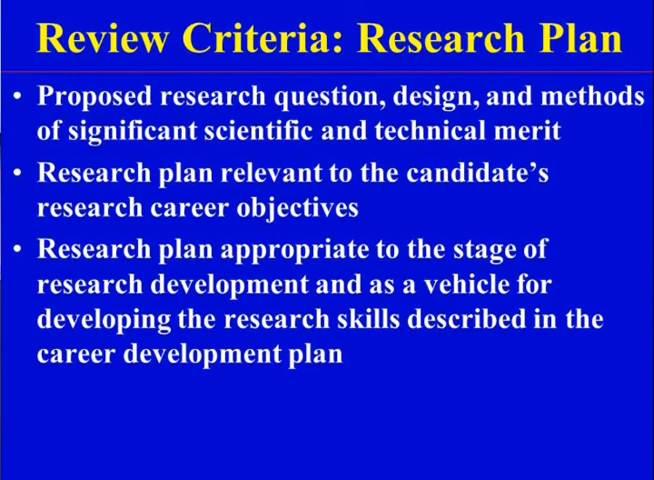 Review Criteria: Research Plan
• Proposed research question, design, and methods
of significant scientific and technical merit
• Research plan relevant to the candidate's
research career objectives
• Research plan appropriate to the stage of
research development and as a vehicle for
developing the research skills described in the
career development plan